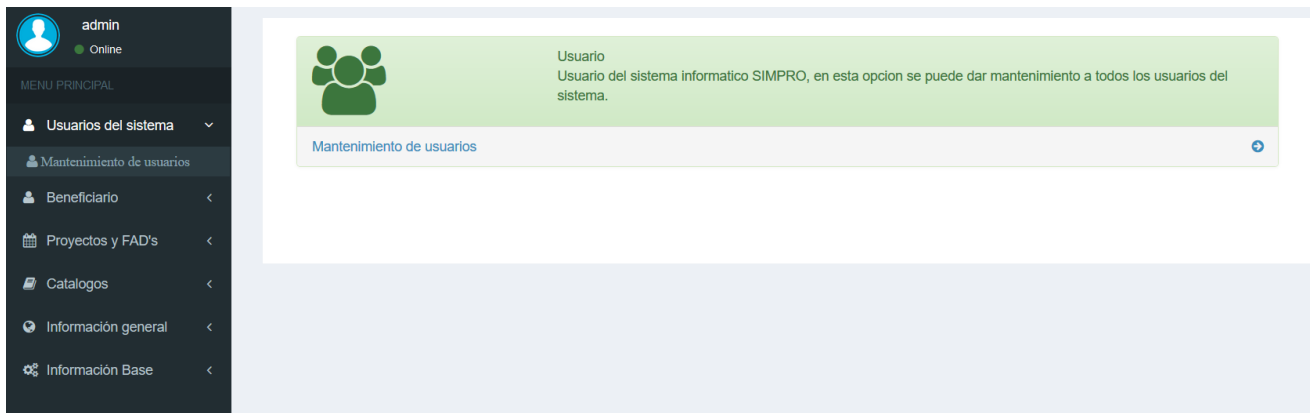 admin
Online
MENU PRINCIPAL
Usuarios del sistema
Mantenimiento de usuarios
Beneficiario
Proyectos y FAD's
Catalogos
Información general
Información Base
Usuario
Usuario del sistema informatico SIMPRO, en esta opcion se puede dar mantenimiento a todos los usuarios del
sistema.
Mantenimiento de usuarios